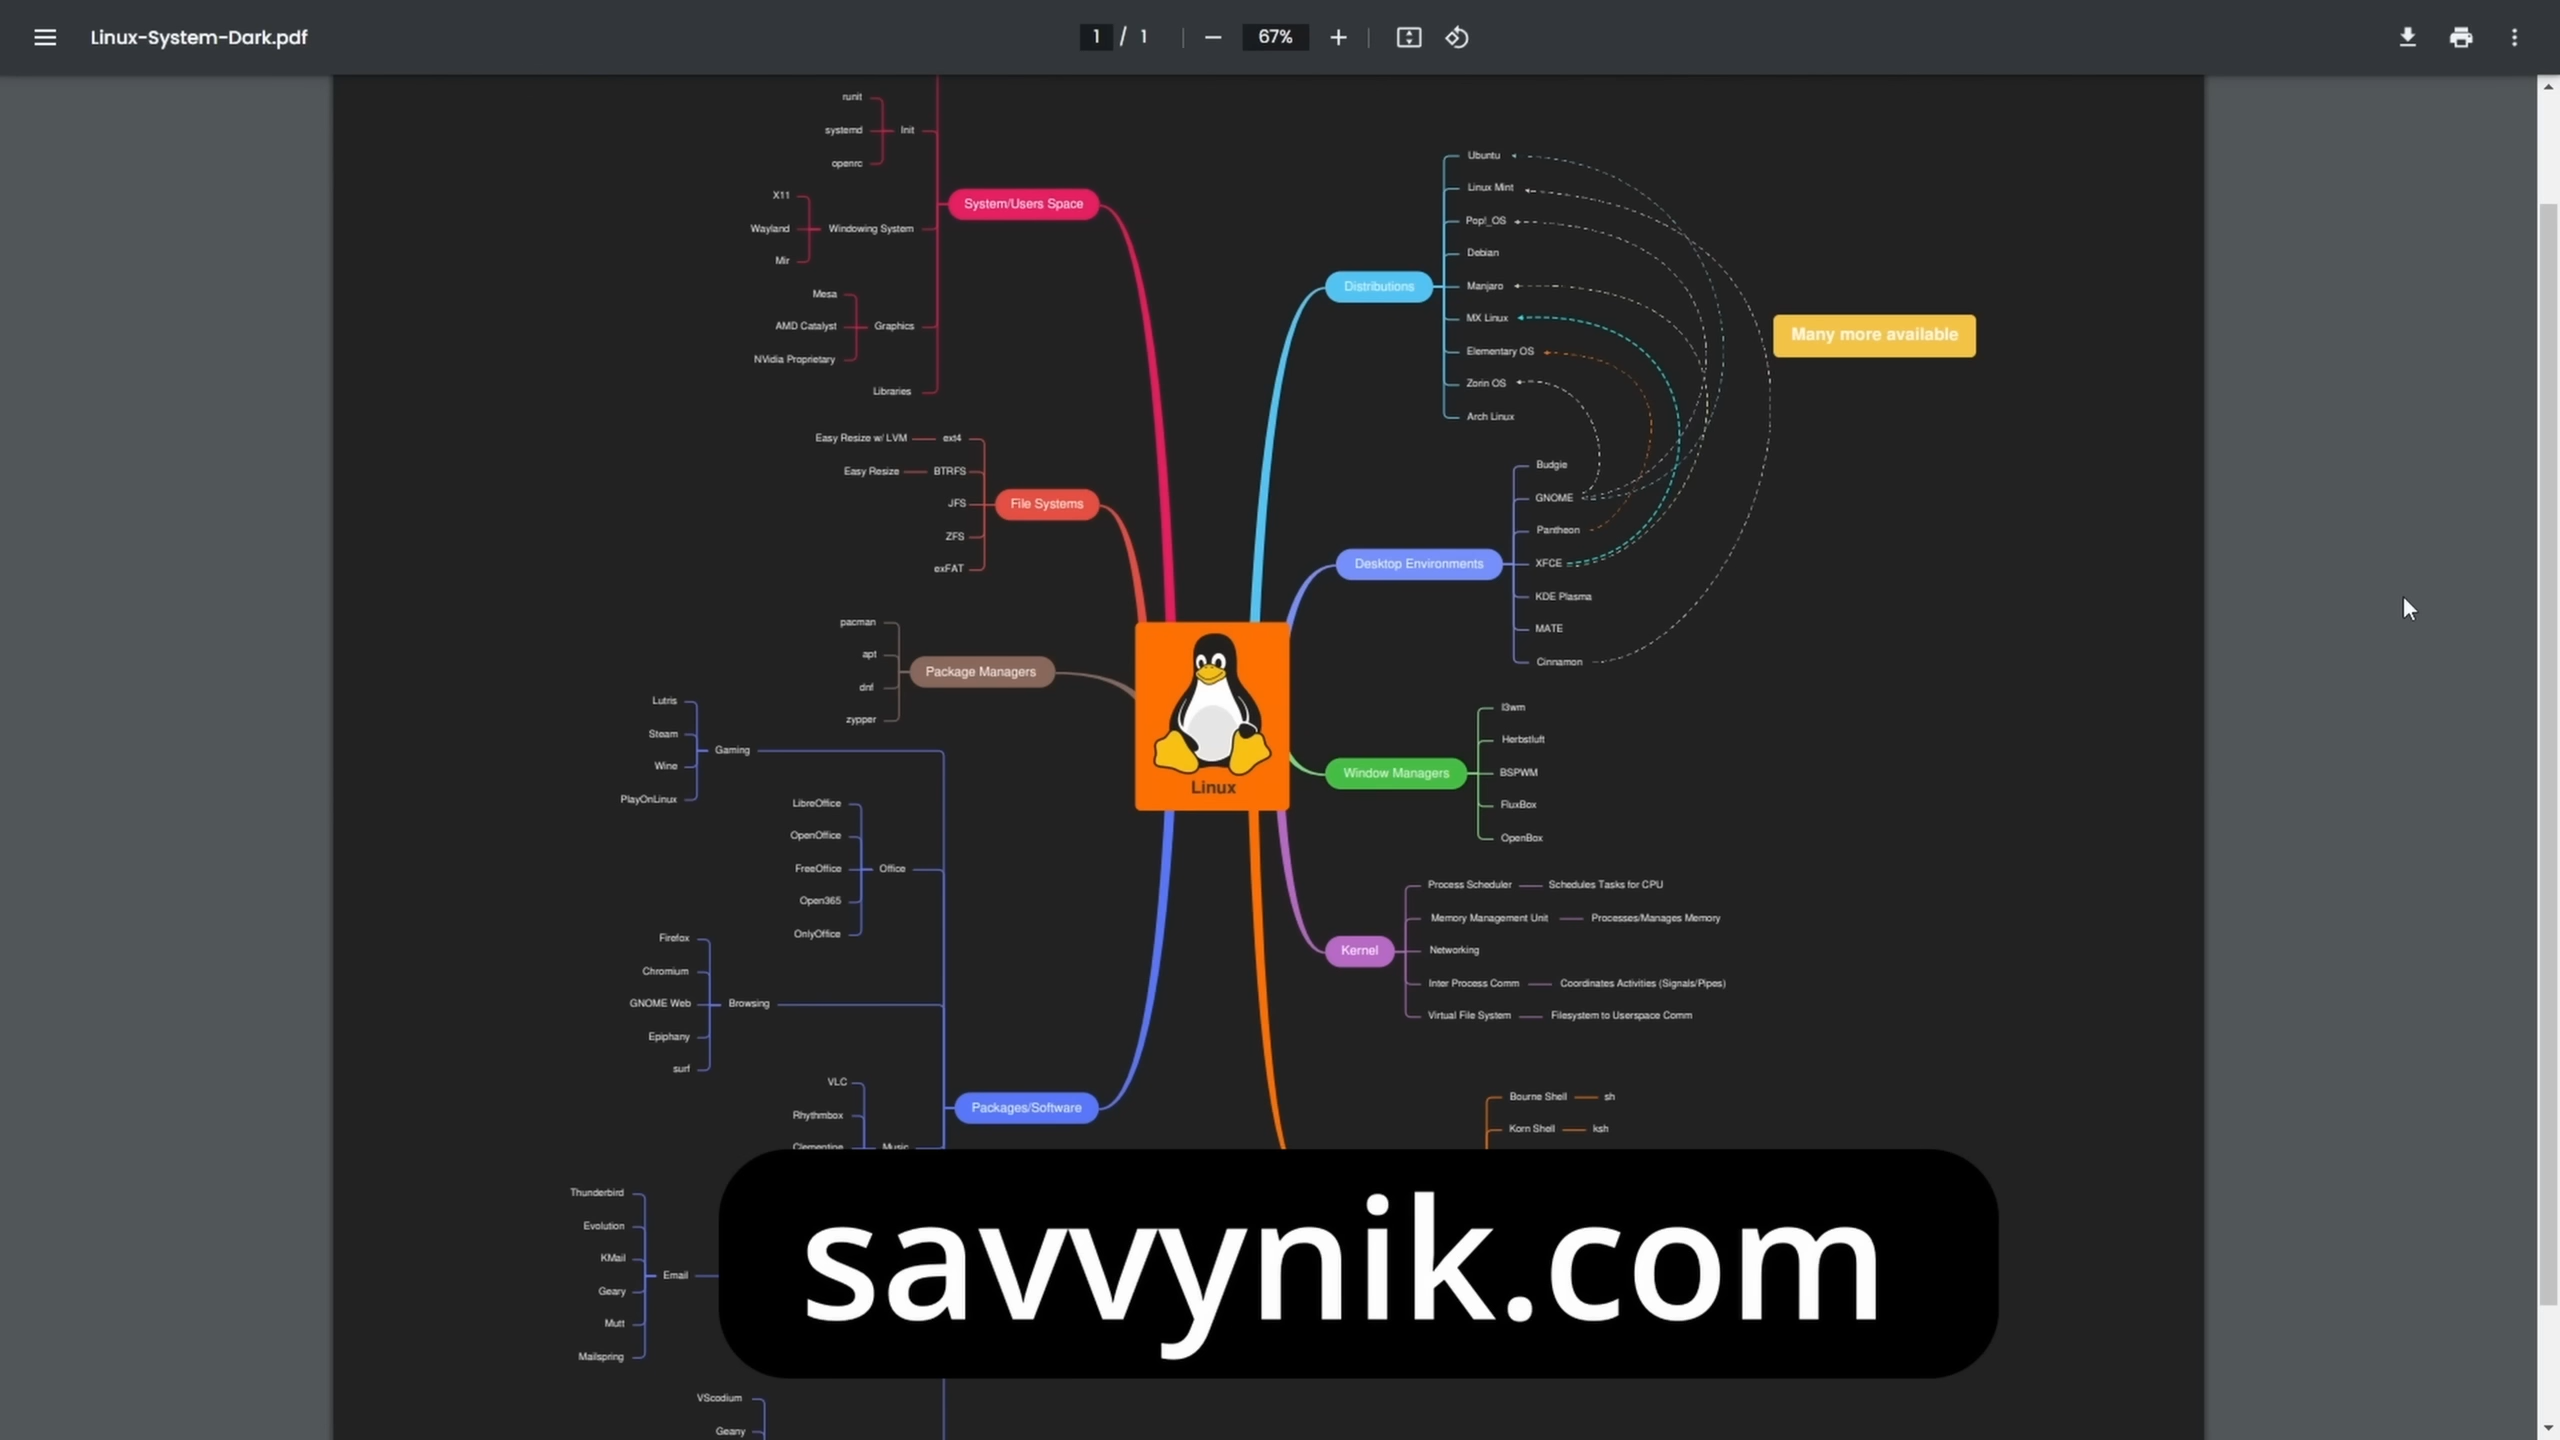 Linux-System-Dark.pdf
1 / 1
67%
runit
systemd
openrc
Init
X11
Wayland
Mir
Windowing System
Mesa
AMD Catalyst
NVidia Proprietary
Graphics
Libraries
System/Users Space
Easy Resize w/ LVM
ext4
Easy Resize
BTRFS
JFS
ZFS
exFAT
File Systems
pacman
apt
dnf
zypper
Package Managers
Lutris
Steam
Wine
PlayOnLinux
Gaming
LibreOffice
OpenOffice
FreeOffice
Open365
OnlyOffice
Office
Firefox
Chromium
GNOME Web
Epiphany
surf
Browsing
VLC
Rhythmbox
Clementine
Music
Packages/Software
Thunderbird
Evolution
KMail
Geary
Mutt
Mailspring
Email
VScodium
Geany
Linux
Distributions
Ubuntu
Linux Mint
Pop!_OS
Debian
Manjaro
MX Linux
Elementary OS
Zorin OS
Arch Linux
Many more available
Desktop Environments
Budgie
GNOME
Pantheon
XFCE
KDE Plasma
MATE
Cinnamon
Window Managers
I3wm
Herbstluft
BSPWM
FluxBox
OpenBox
Kernel
Process Scheduler
Schedules Tasks for CPU
Memory Management Unit
Processes/Manages Memory
Networking
Inter Process Comm
Coordinates Activities (Signals/Pipes)
Virtual File System
Filesystem to Userspace Comm
Bourne Shell
sh
Korn Shell
ksh
savvynik.com